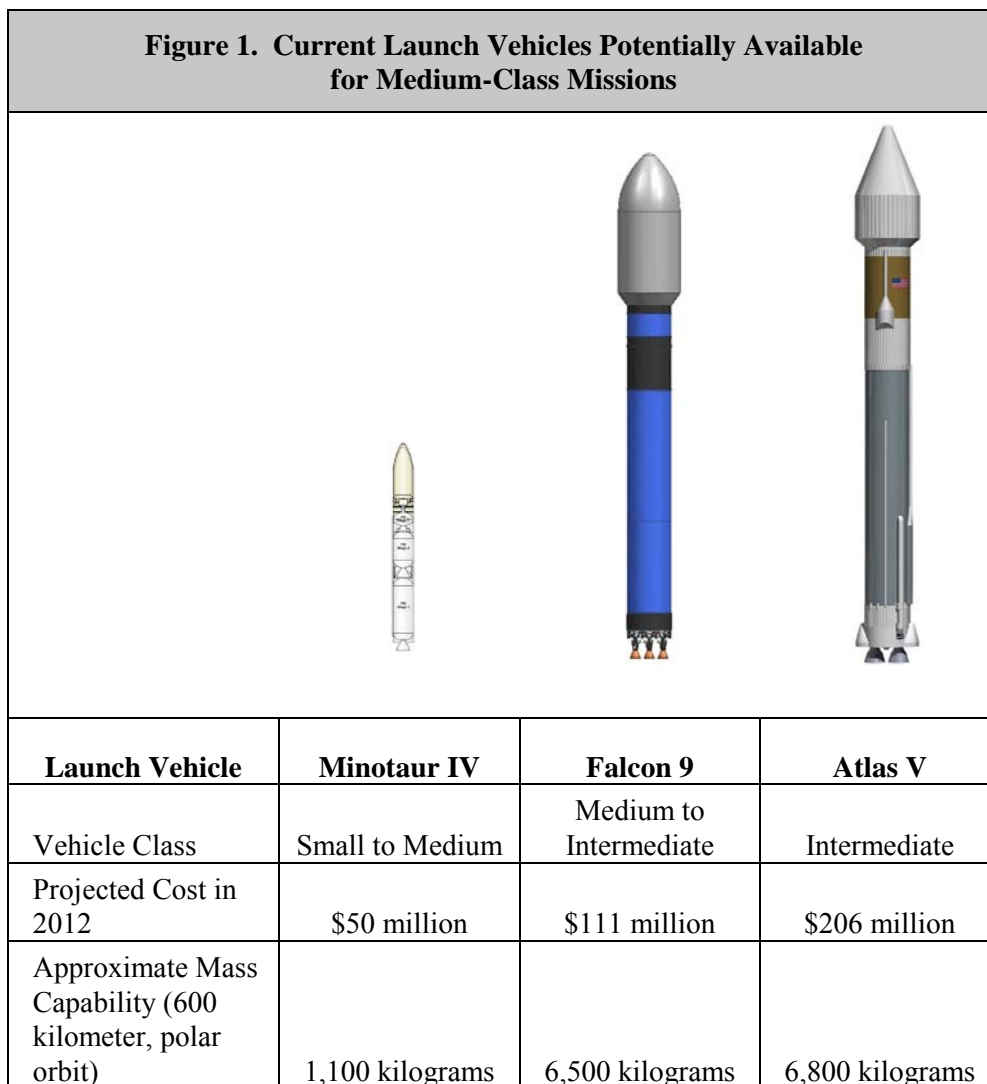 Figure 1. Current Launch Vehicles Potentially Available
for Medium-Class Missions
Launch Vehicle
Minotaur IV
Falcon 9
Atlas V
Vehicle Class
Small to Medium
Medium to
Intermediate
Intermediate
Projected Cost in
2012
$50 million
$111 million
$206 million
Approximate Mass
Capability (600
kilometer, polar
orbit)
1,100 kilograms
6,500 kilograms
6,800 kilograms